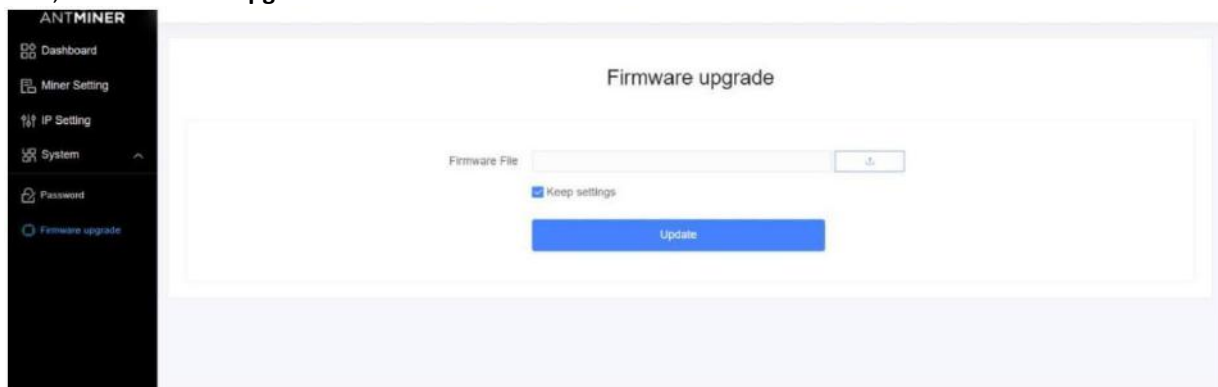 ANTMINER
Dashboard
Miner Setting
IP Setting
System
Password
Firmware upgrade
Firmware upgrade
Firmware File
Keep settings
Update